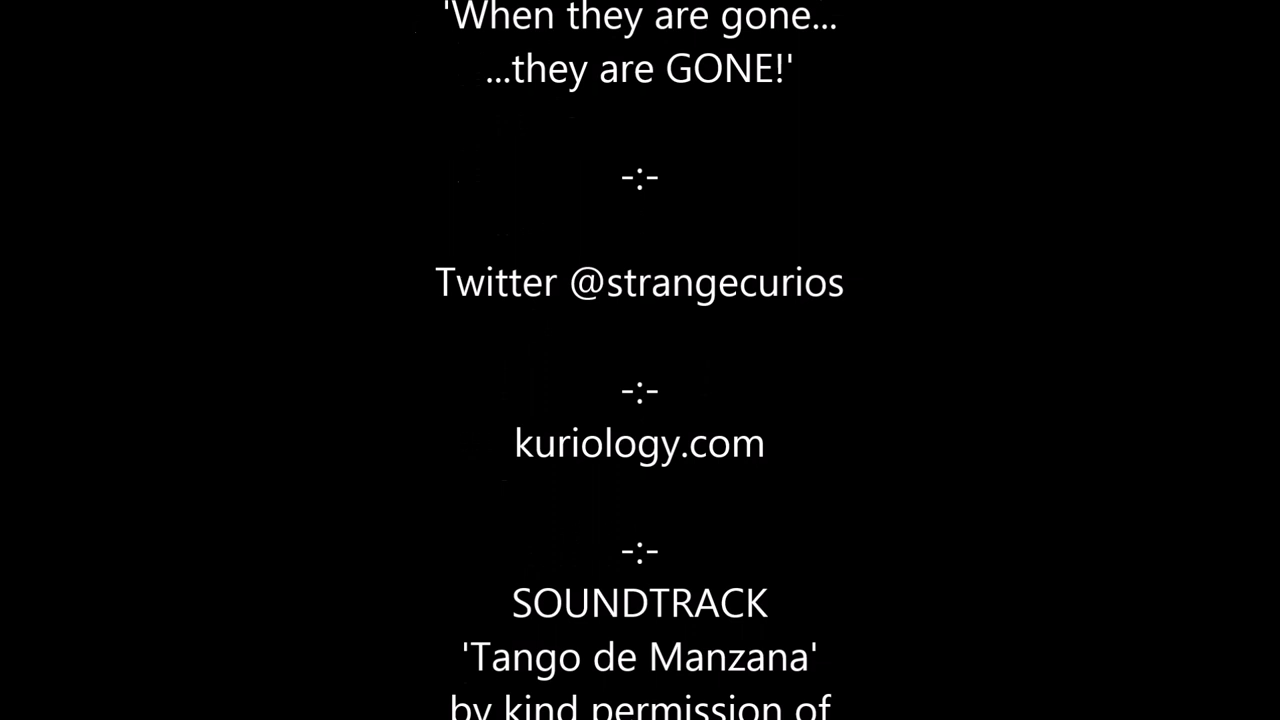 'When they are gone...
...they are GONE!'
-:-
Twitter @strangecurios
-:-
kuriology.com
-:-
SOUNDTRACK
'Tango de Manzana'
by kind permission of